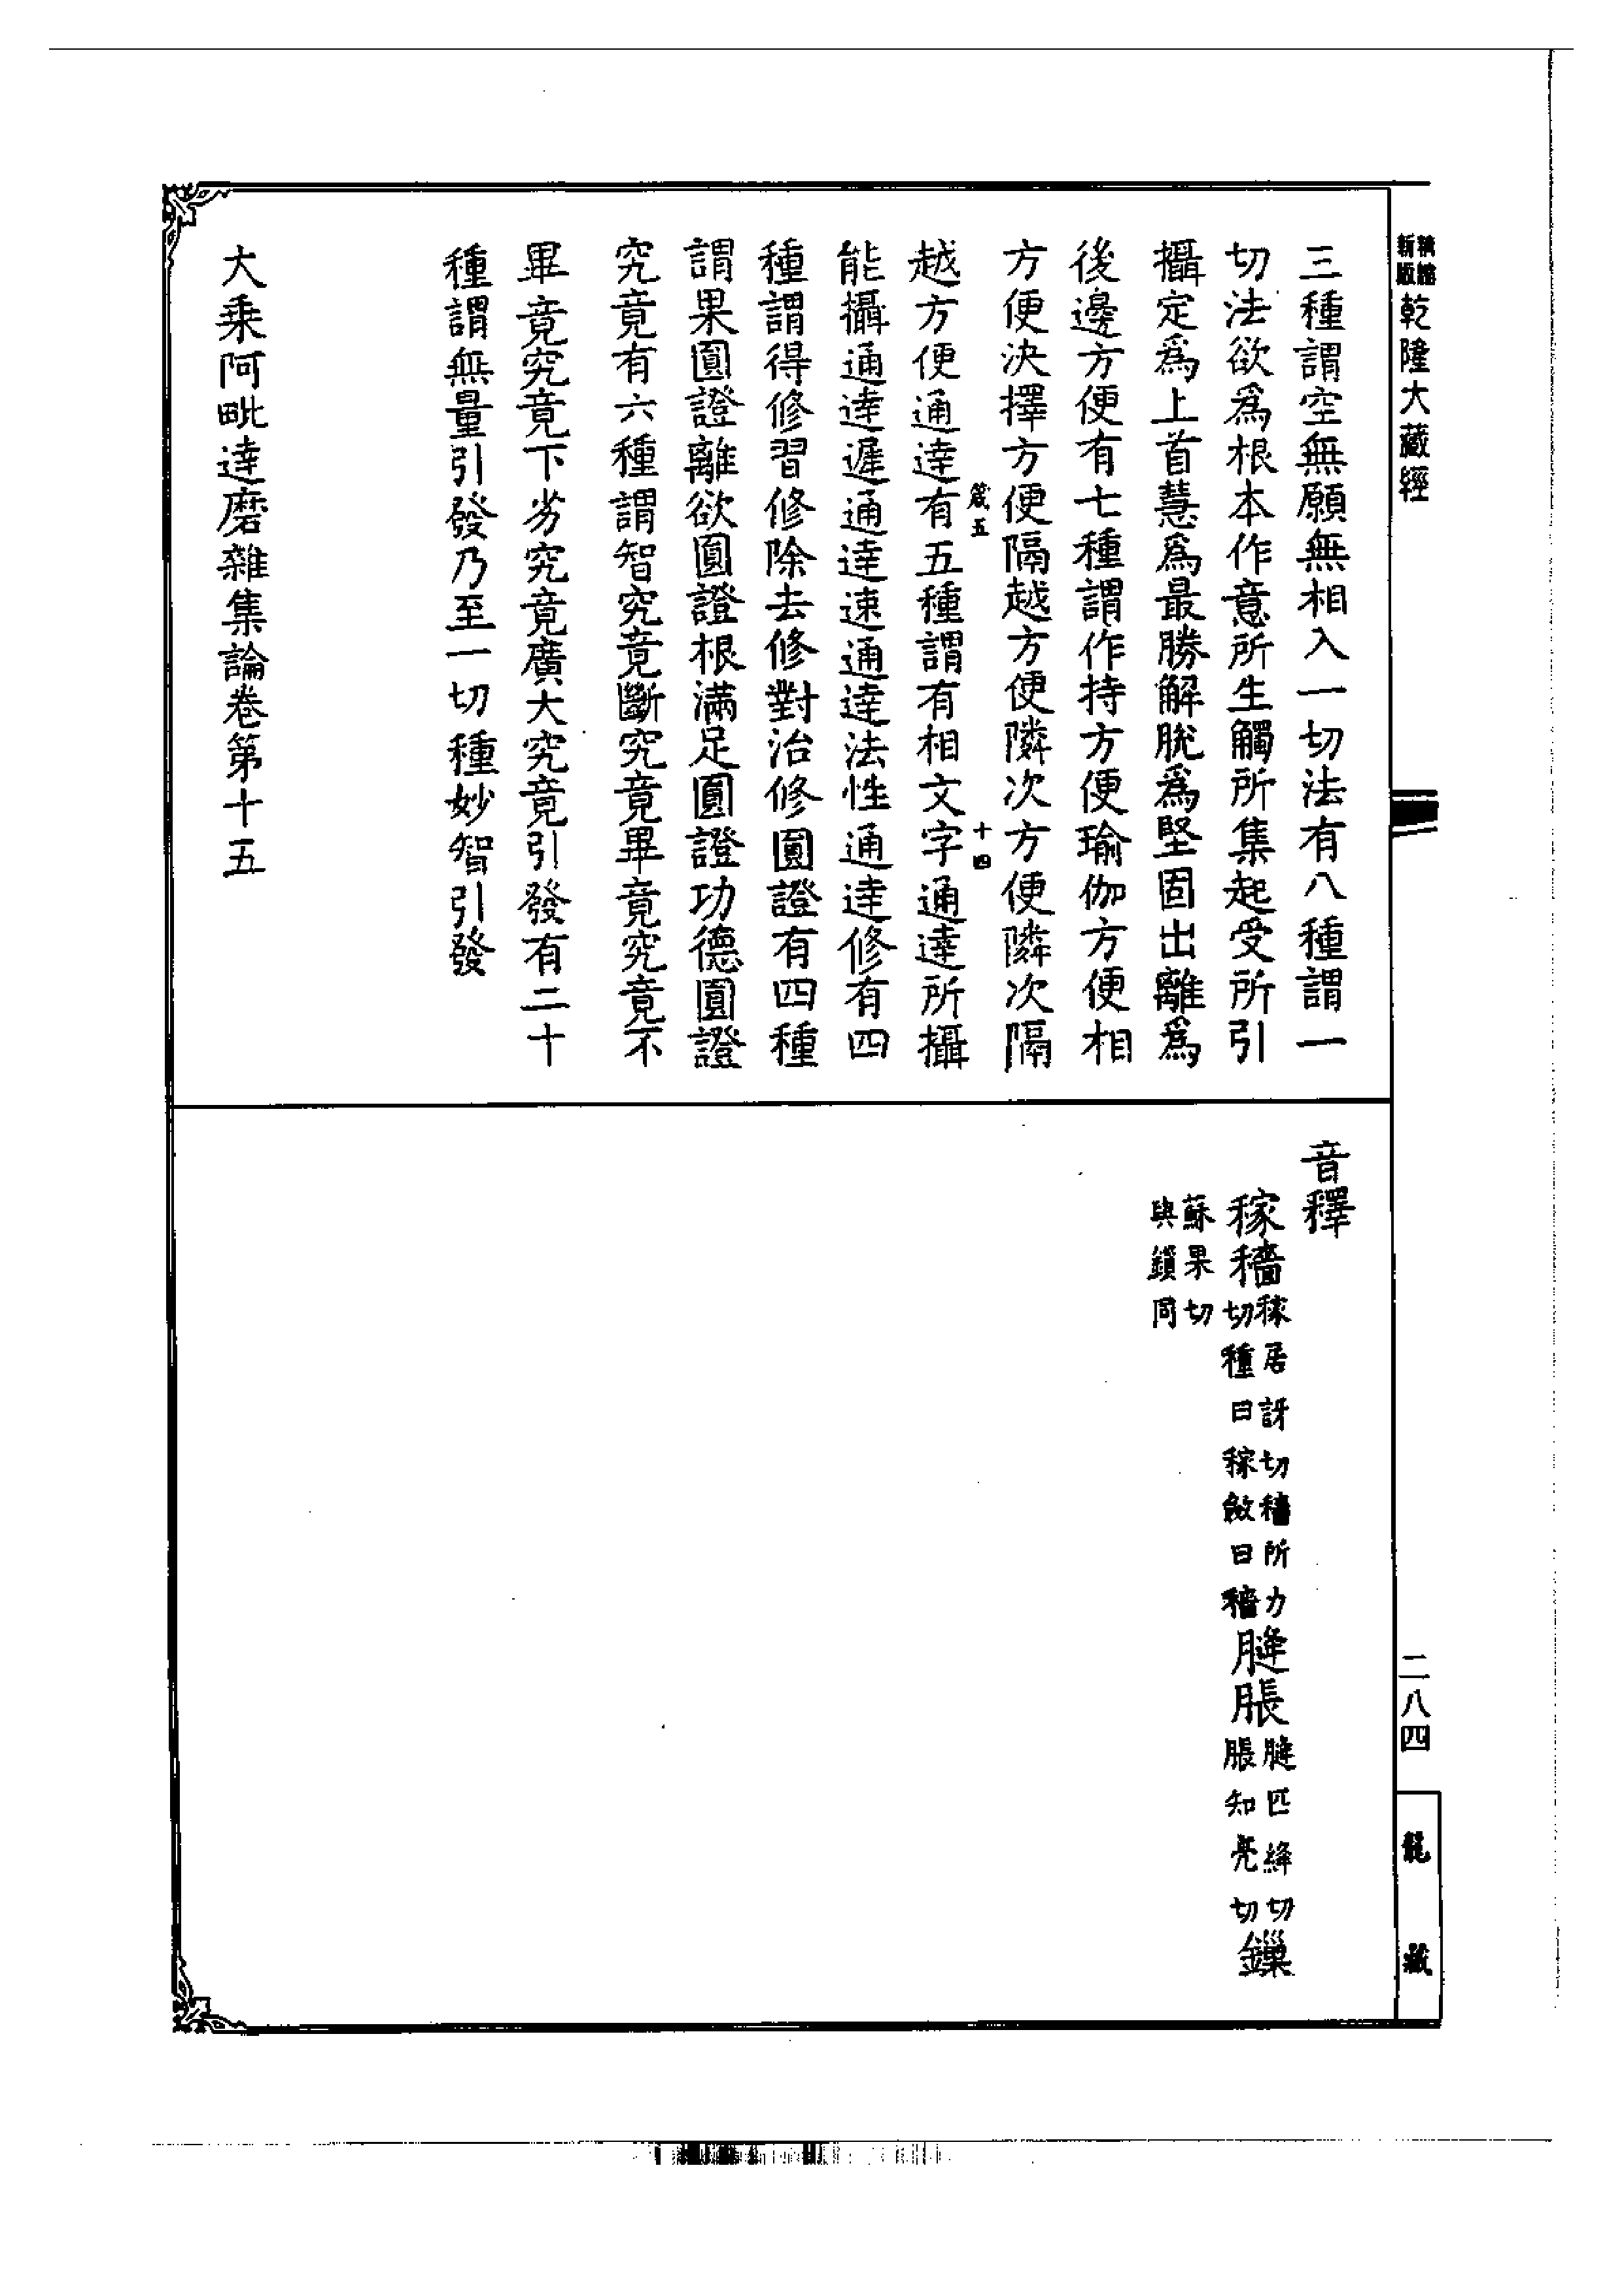 新版
精縮
乾隆大藏經
三種謂空無願無相入一切法有八種謂一
切法欲爲根本作意所生觸所集起受所引
攝定爲上首慧爲最勝解脫爲堅固出離爲
後邊方便有七種謂作持方便瑜伽方便相
方便決擇方便隔越方便隣次方便隣次隔
箴五
十四
越方便通達有五種謂有相文字通達所攝
能攝通達遲通達速通達法性通達修有四
種謂得修習修除去修對治修圓證有四種
謂果圓證離欲圓證根滿足圓證功德圓證
究竟有六種謂智究竟斷究竟畢竟究竟不
畢竟究竟下劣究竟廣大究竟引發有二十
種謂無量引發乃至一切種妙智引發
大乘阿毗達磨雜集論卷第十五
音釋
稼穡
稼居訝切穡所力
切種曰稼斂曰穡
膖脹
膖匹絳切
脹知亮切
鏁
蘇果切
與鎖同
二八四
龍藏